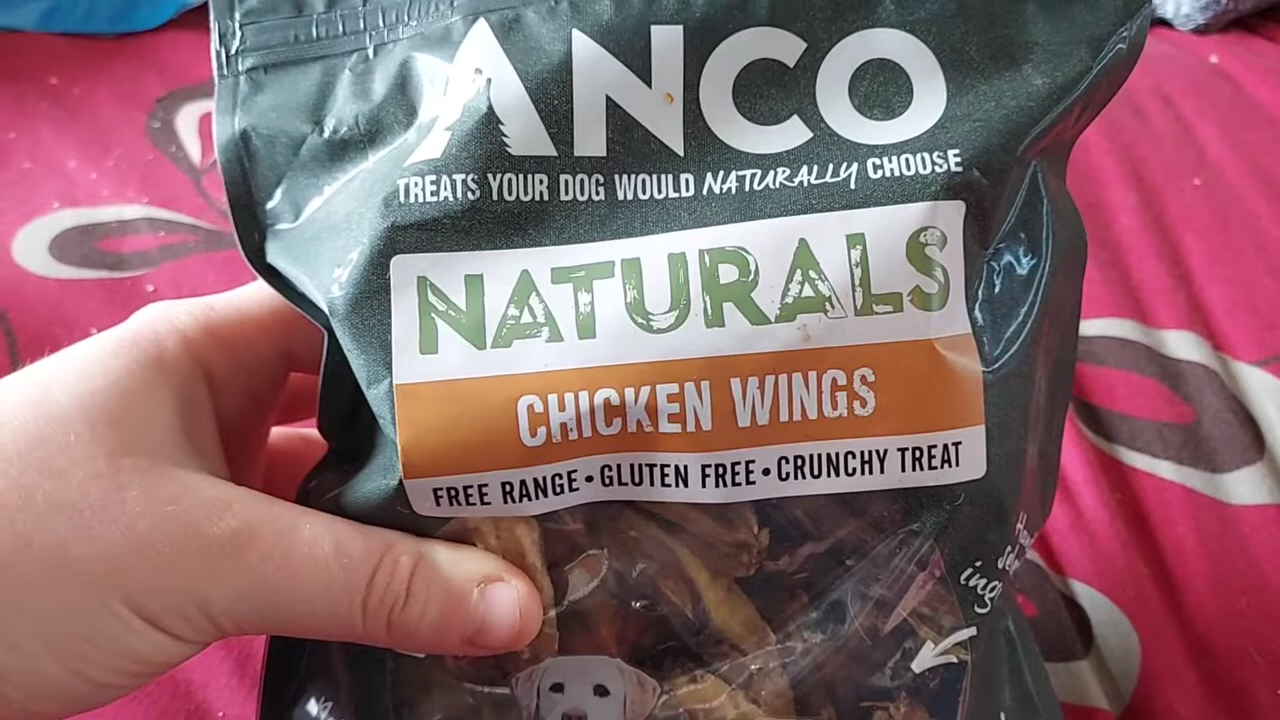 ANCO
TREATS YOUR DOG WOULD NATURALLY CHOOSE
NATURALS
CHICKEN WINGS
FREE RANGE • GLUTEN FREE • CRUNCHY TREAT